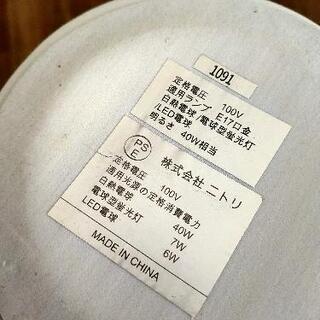 1091
定格電圧 100V
適用ランプ E17口金
白熱電球/電球型蛍光灯
/LED電球
明るさ 40W相当
PS
E
株式会社 ニトリ
定格電圧 100V
適用光源の定格消費電力
白熱電球 40W
電球型蛍光灯 7W
LED電球 6W
MADE IN CHINA